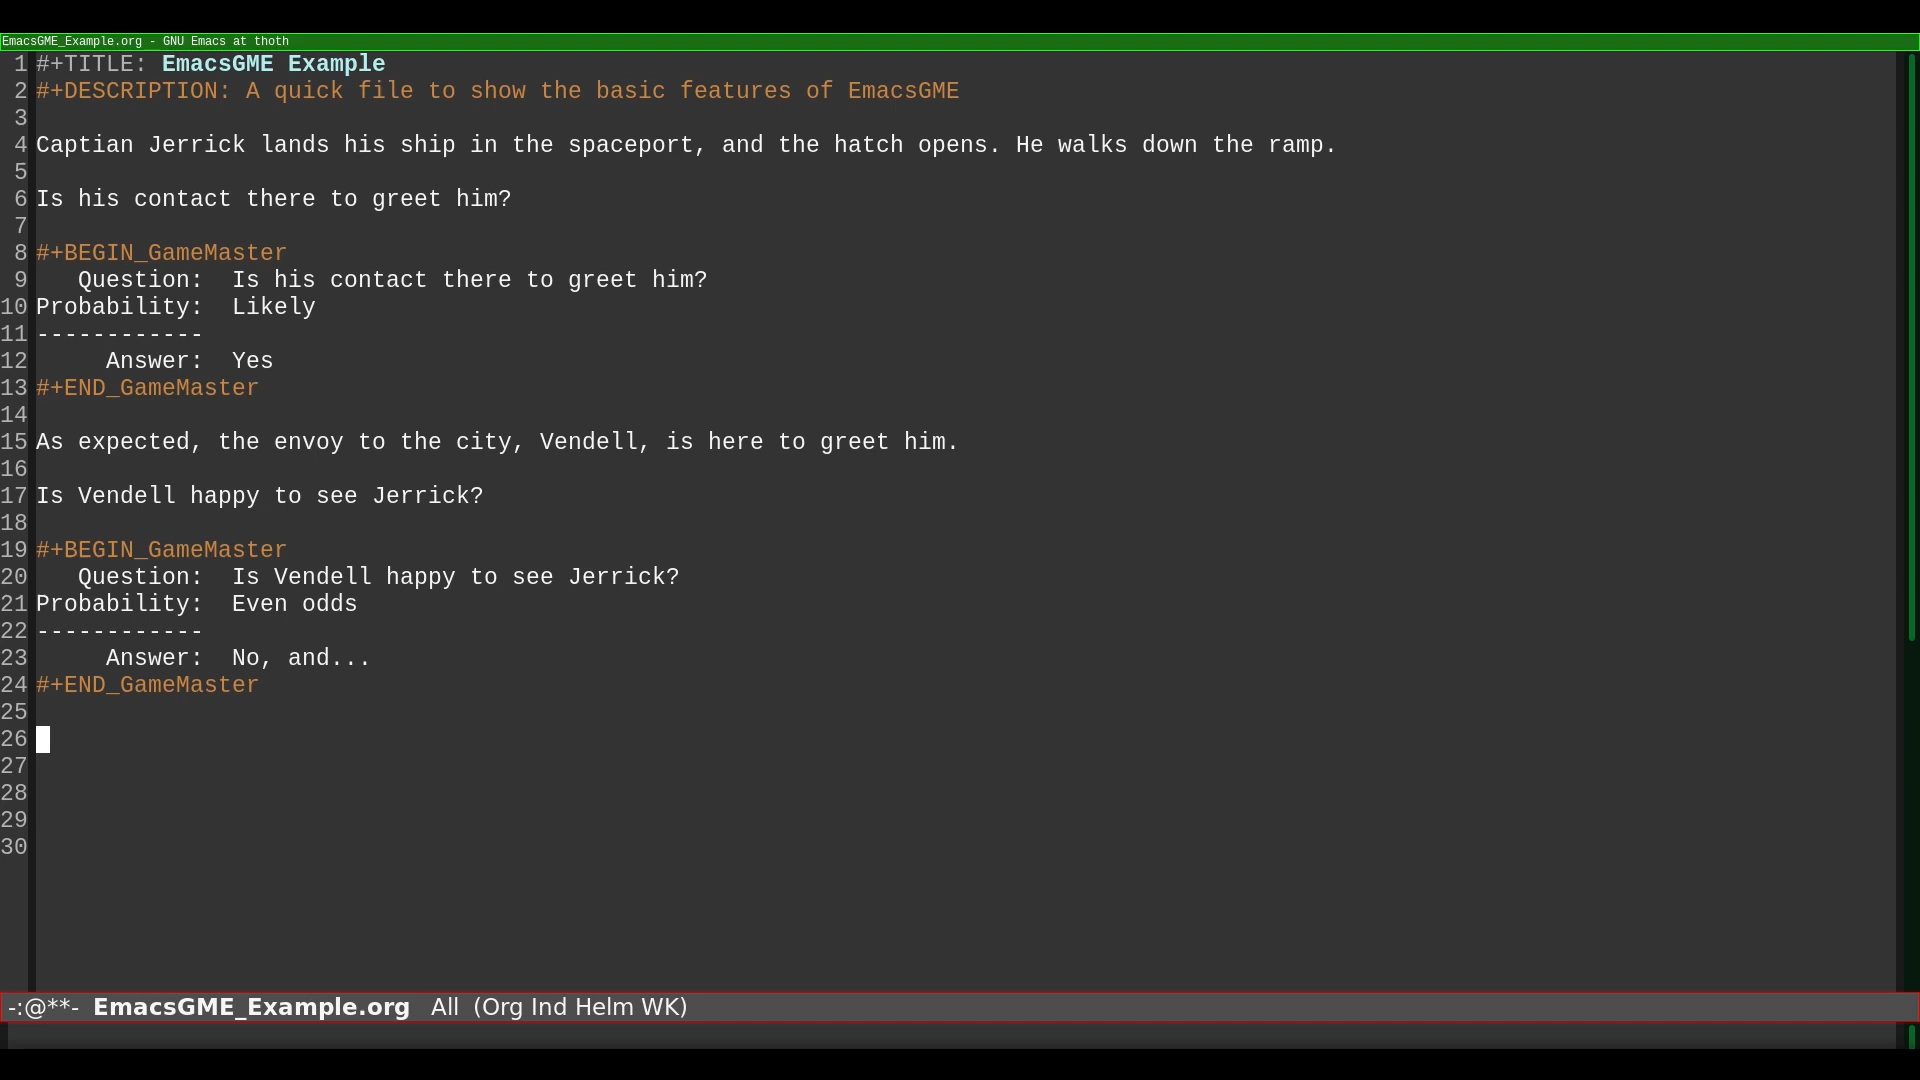 EmacsGME_Example.org - GNU Emacs at thoth
1 #+TITLE: EmacsGME Example
2 #+DESCRIPTION: A quick file to show the basic features of EmacsGME
3
4 Captian Jerrick lands his ship in the spaceport, and the hatch opens. He walks down the ramp.
5
6 Is his contact there to greet him?
7
8 #+BEGIN_GameMaster
9    Question:  Is his contact there to greet him?
10 Probability:  Likely
11 ------------
12      Answer:  Yes
13 #+END_GameMaster
14
15 As expected, the envoy to the city, Vendell, is here to greet him.
16
17 Is Vendell happy to see Jerrick?
18
19 #+BEGIN_GameMaster
20    Question:  Is Vendell happy to see Jerrick?
21 Probability:  Even odds
22 ------------
23      Answer:  No, and...
24 #+END_GameMaster
25
26
27
28
29
30
-:@**-  EmacsGME_Example.org   All  (Org Ind Helm WK)